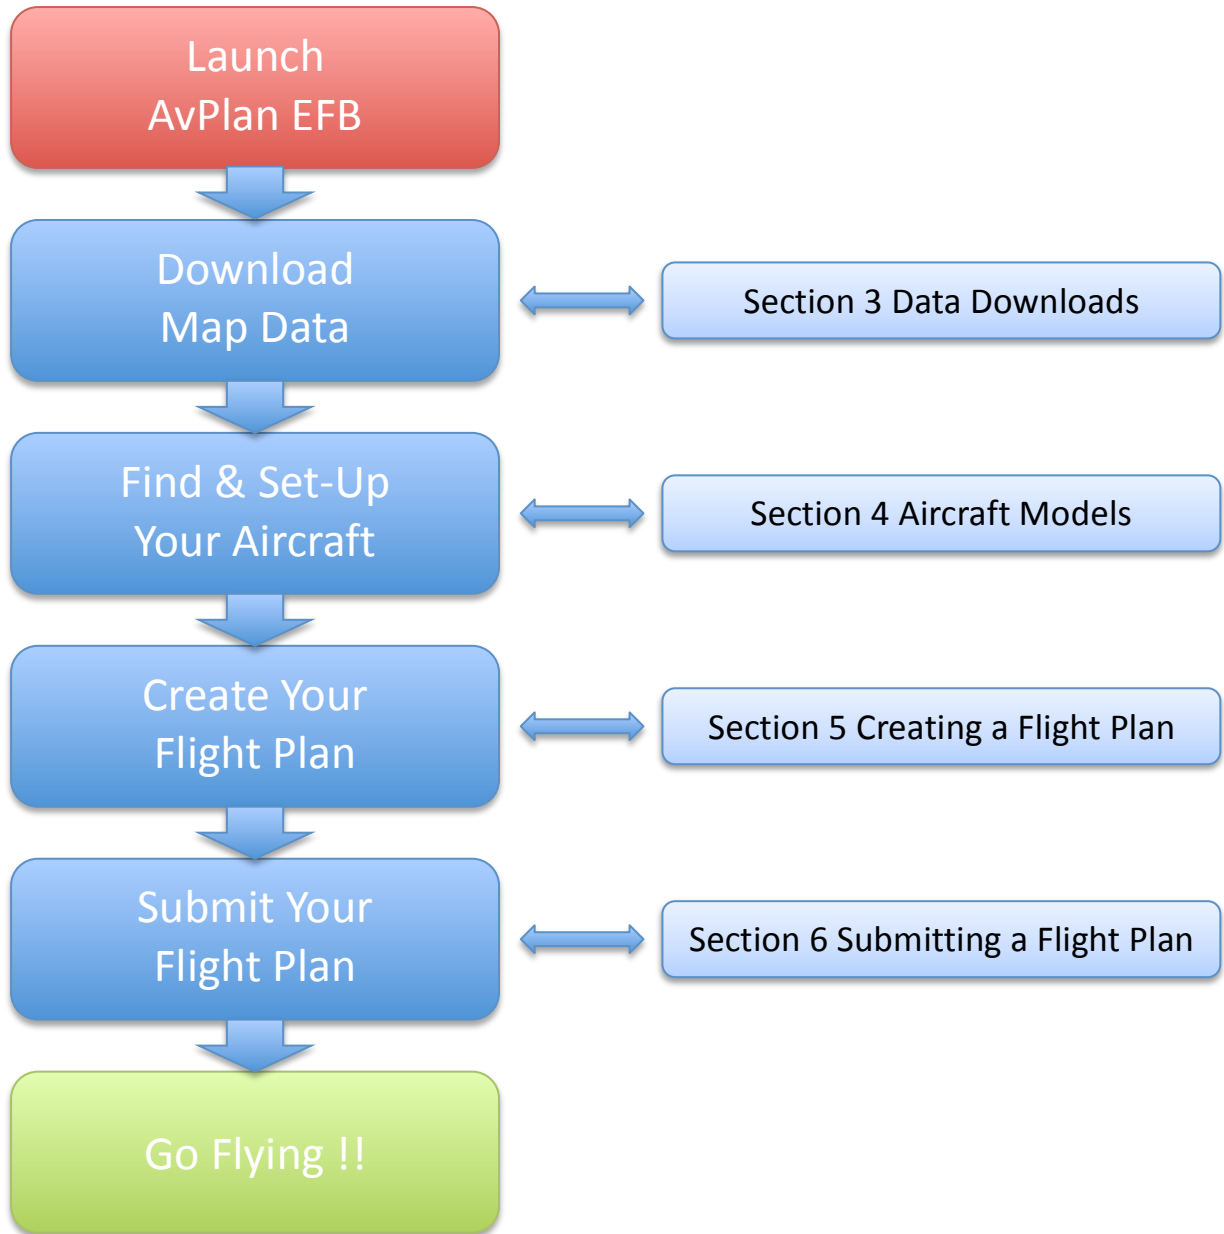 Launch
AvPlan EFB
Download
Map Data
Section 3 Data Downloads
Find & Set-Up
Your Aircraft
Section 4 Aircraft Models
Create Your
Flight Plan
Section 5 Creating a Flight Plan
Submit Your
Flight Plan
Section 6 Submitting a Flight Plan
Go Flying !!